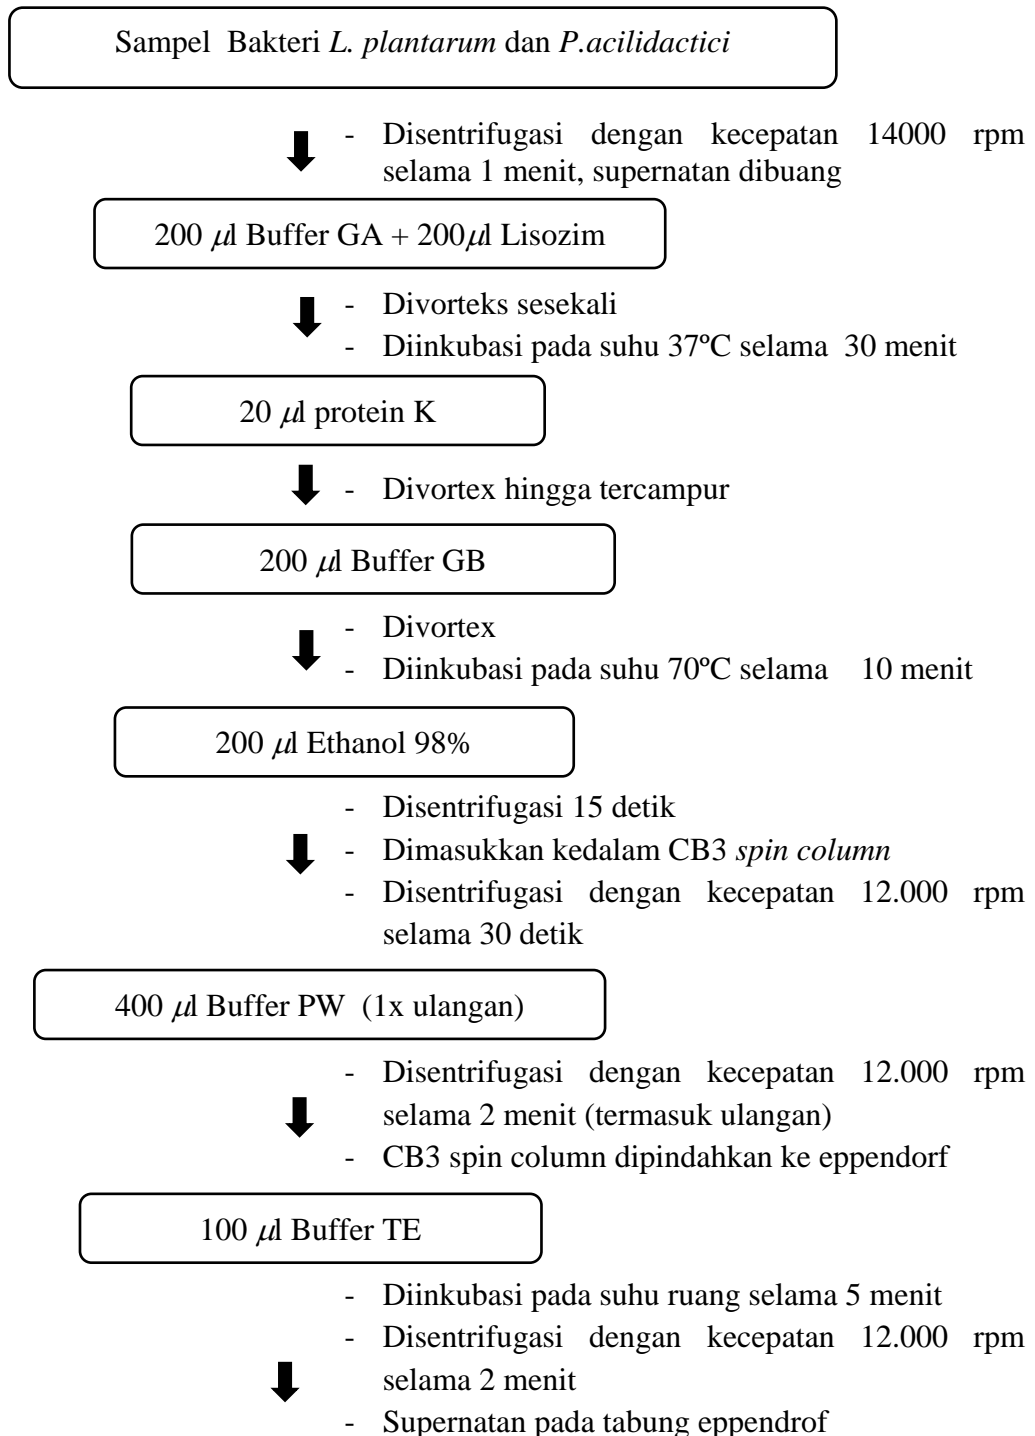 Sampel Bakteri L. plantarum dan P.acilidactici
- Disentrifugasi dengan kecepatan 14000 rpm
selama 1 menit, supernatan dibuang
200 µl Buffer GA + 200µl Lisozim
- Divorteks sesekali
- Diinkubasi pada suhu 37ºC selama 30 menit
20 µl protein K
- Divortex hingga tercampur
200 µl Buffer GB
- Divortex
- Diinkubasi pada suhu 70ºC selama 10 menit
200 µl Ethanol 98%
- Disentrifugasi 15 detik
- Dimasukkan kedalam CB3 spin column
- Disentrifugasi dengan kecepatan 12.000 rpm
selama 30 detik
400 µl Buffer PW (1x ulangan)
- Disentrifugasi dengan kecepatan 12.000 rpm
selama 2 menit (termasuk ulangan)
- CB3 spin column dipindahkan ke eppendorf
100 µl Buffer TE
- Diinkubasi pada suhu ruang selama 5 menit
- Disentrifugasi dengan kecepatan 12.000 rpm
selama 2 menit
- Supernatan pada tabung eppendrof